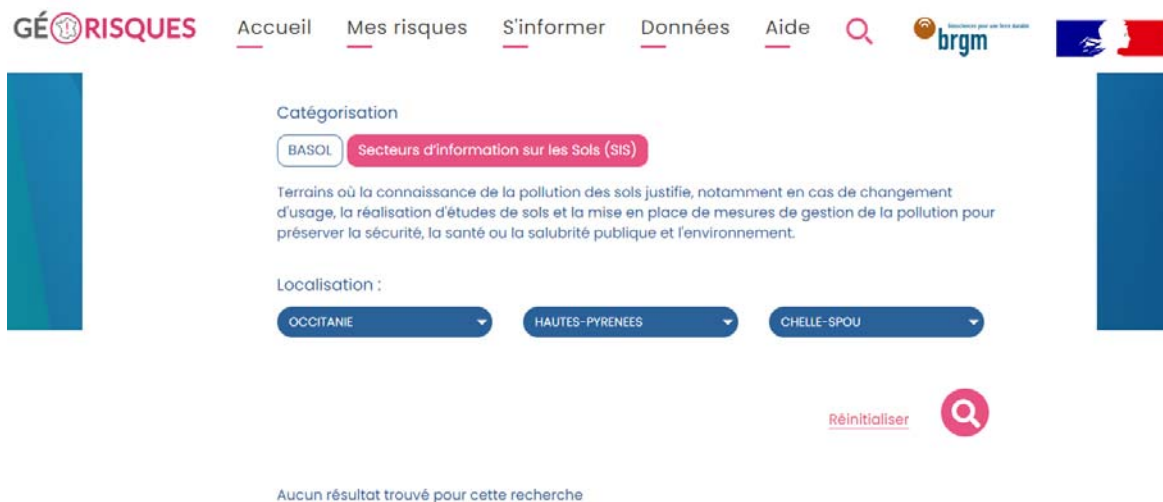 GÉORISQUES Accueil Mes risques S'informer Données Aide brgm
Catégorisation
BASOL Secteurs d'information sur les Sols (SIS)
Terrains où la connaissance de la pollution des sols justifie, notamment en cas de changement
d'usage, la réalisation d'études de sols et la mise en place de mesures de gestion de la pollution pour
préserver la sécurité, la santé ou la salubrité publique et l'environnement.
Localisation :
OCCITANIE HAUTES-PYRENEES CHELLE-SPOU
Réinitialiser
Aucun résultat trouvé pour cette recherche